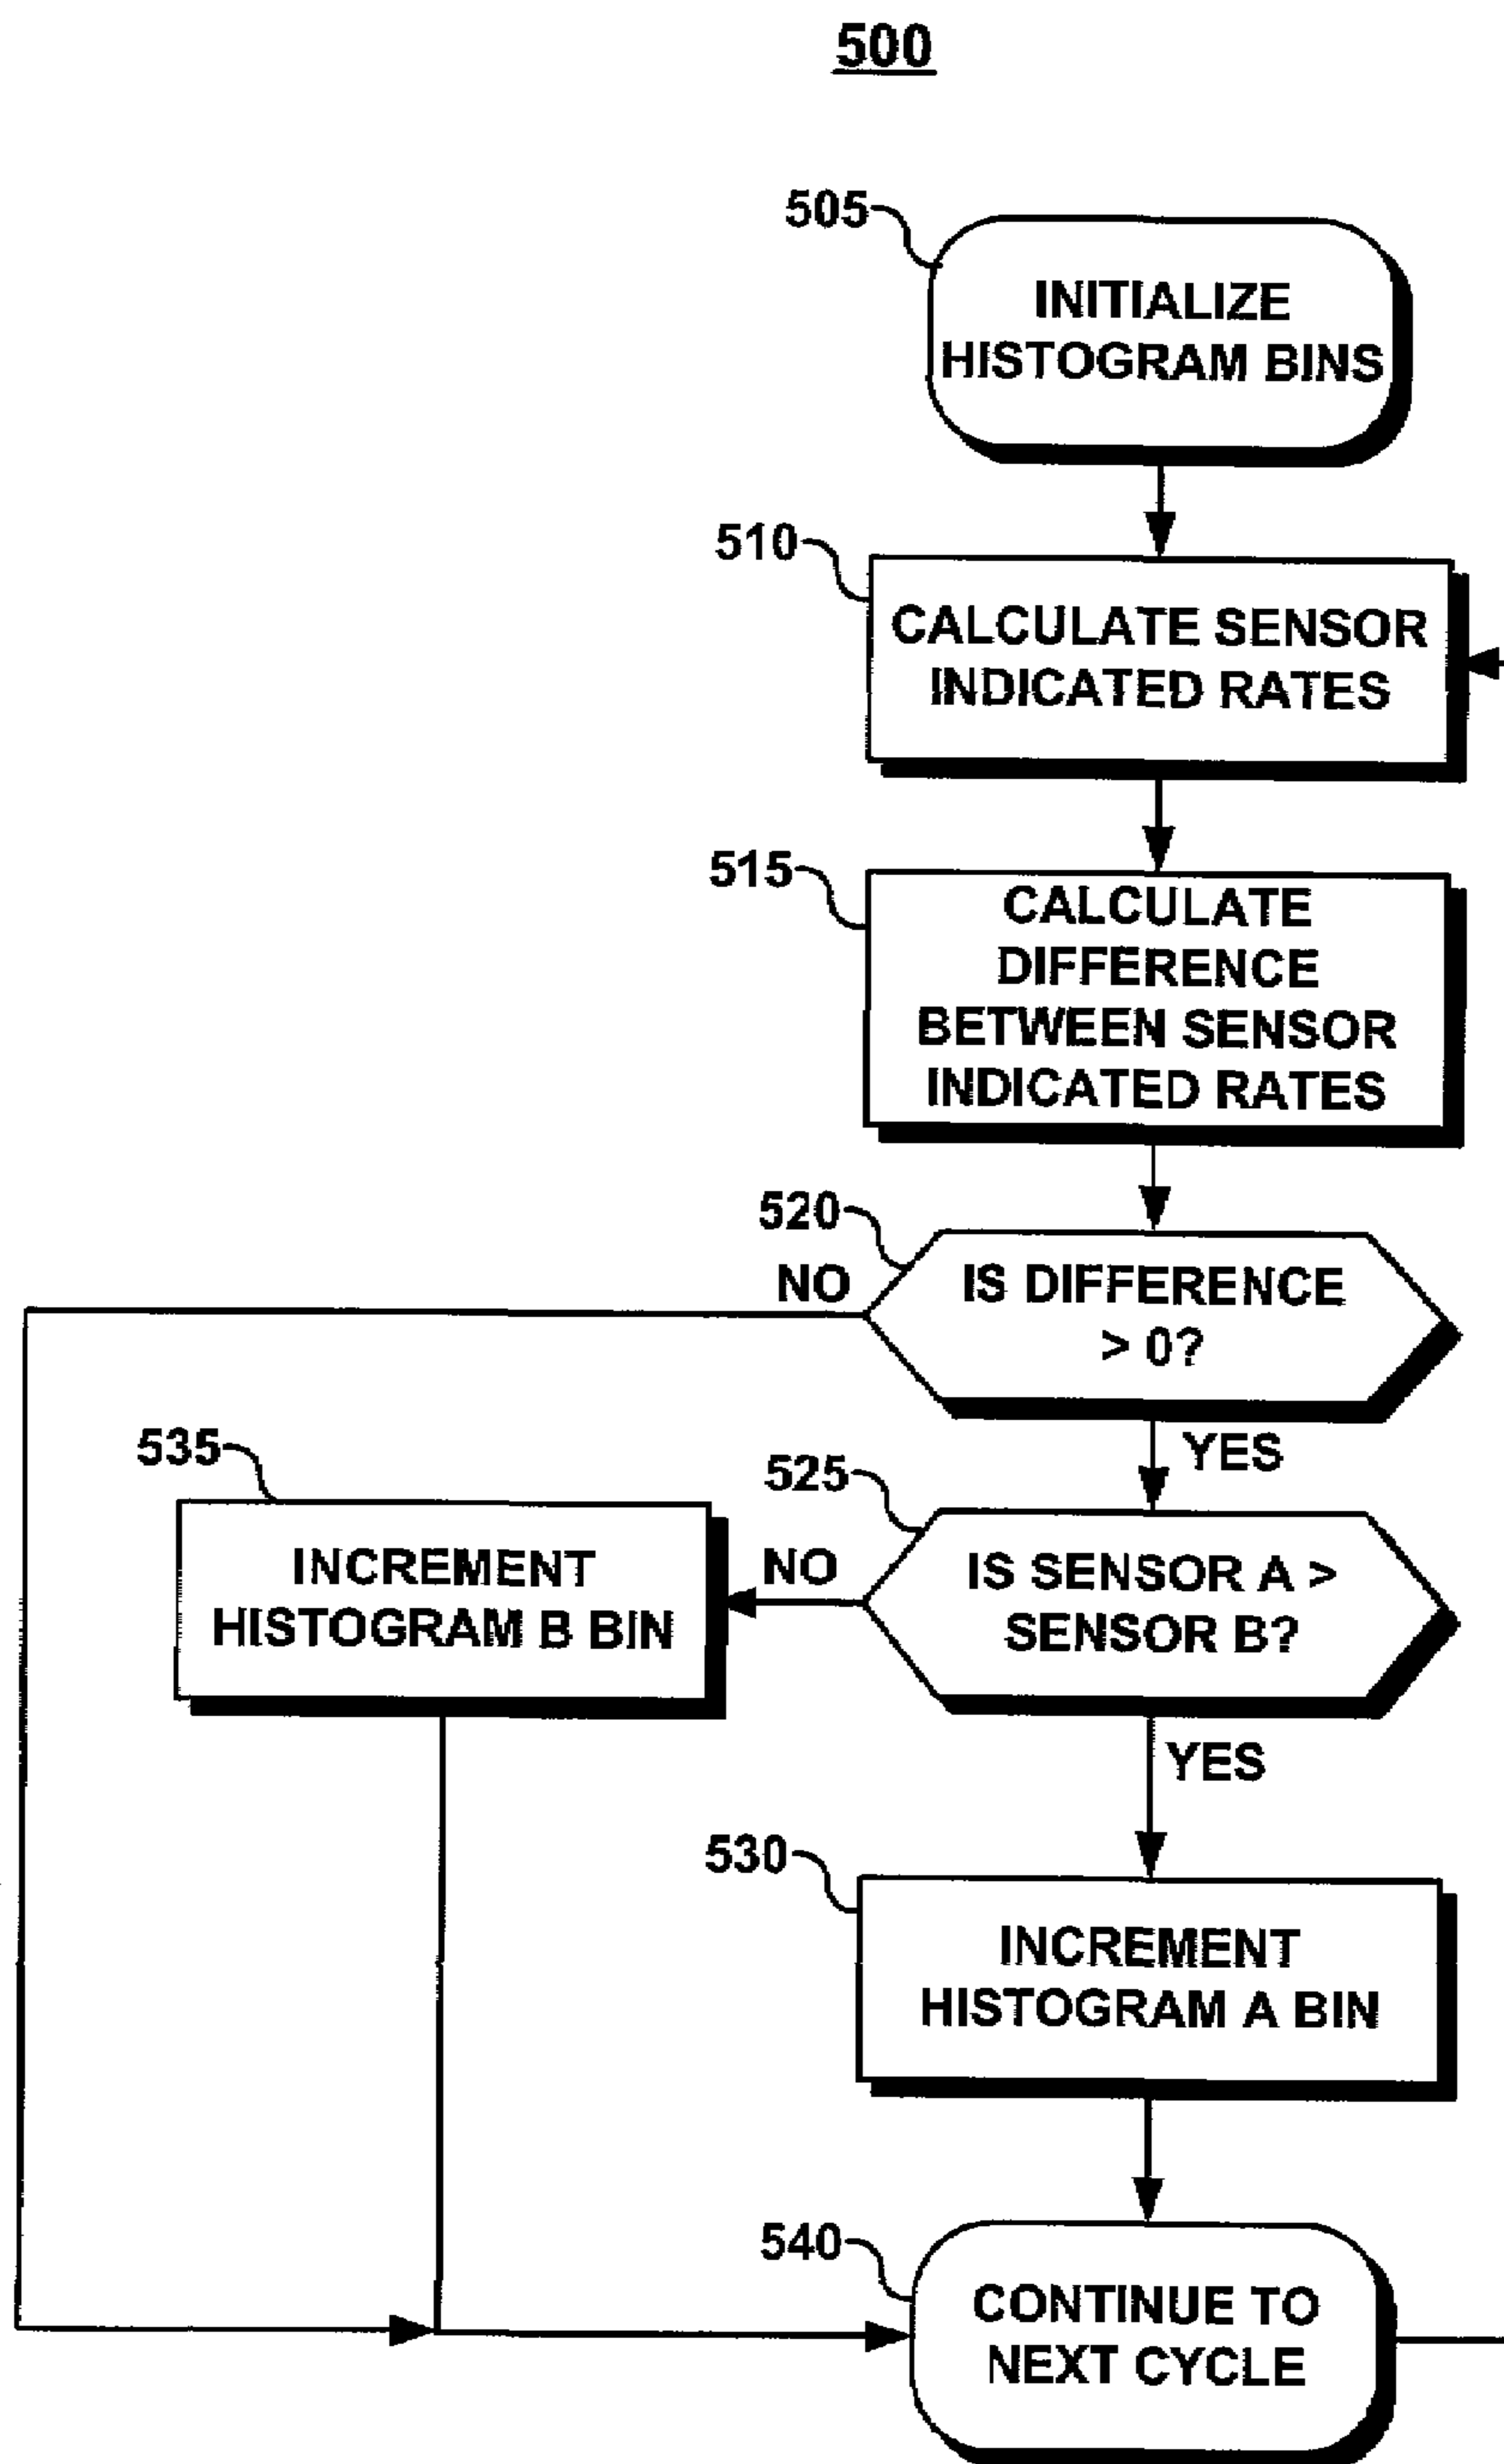 500
505
INITIALIZE
HISTOGRAM BINS
510
CALCULATE SENSOR
INDICATED RATES
515
CALCULATE
DIFFERENCE
BETWEEN SENSOR
INDICATED RATES
520
NO
IS DIFFERENCE
> 0?
YES
535
INCREMENT
HISTOGRAM B BIN
NO
525
IS SENSOR A >
SENSOR B?
YES
530
INCREMENT
HISTOGRAM A BIN
540
CONTINUE TO
NEXT CYCLE